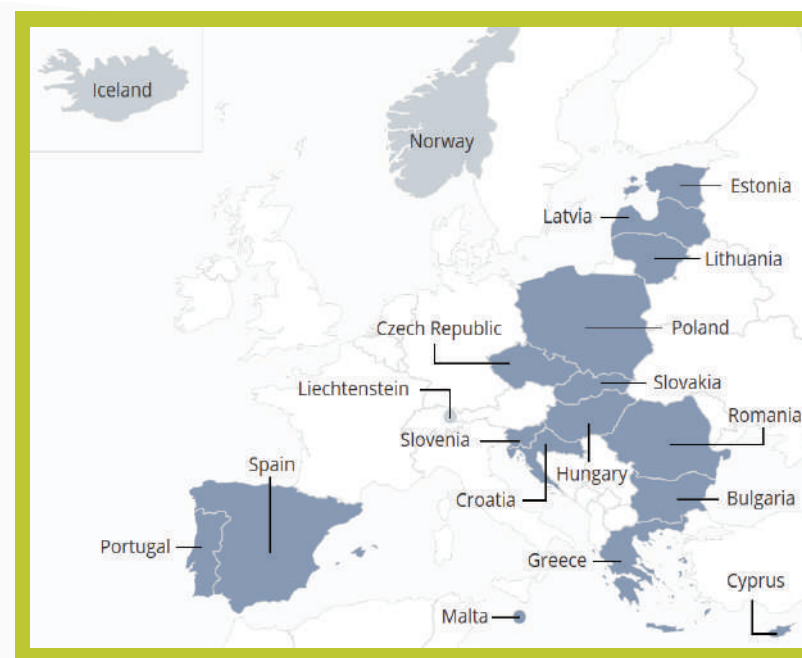 Iceland
Norway
Estonia
Latvia
Lithuania
Czech Republic
Poland
Slovakia
Liechtenstein
Romania
Slovenia
Spain
Hungary
Croatia
Bulgaria
Portugal
Greece
Cyprus
Malta